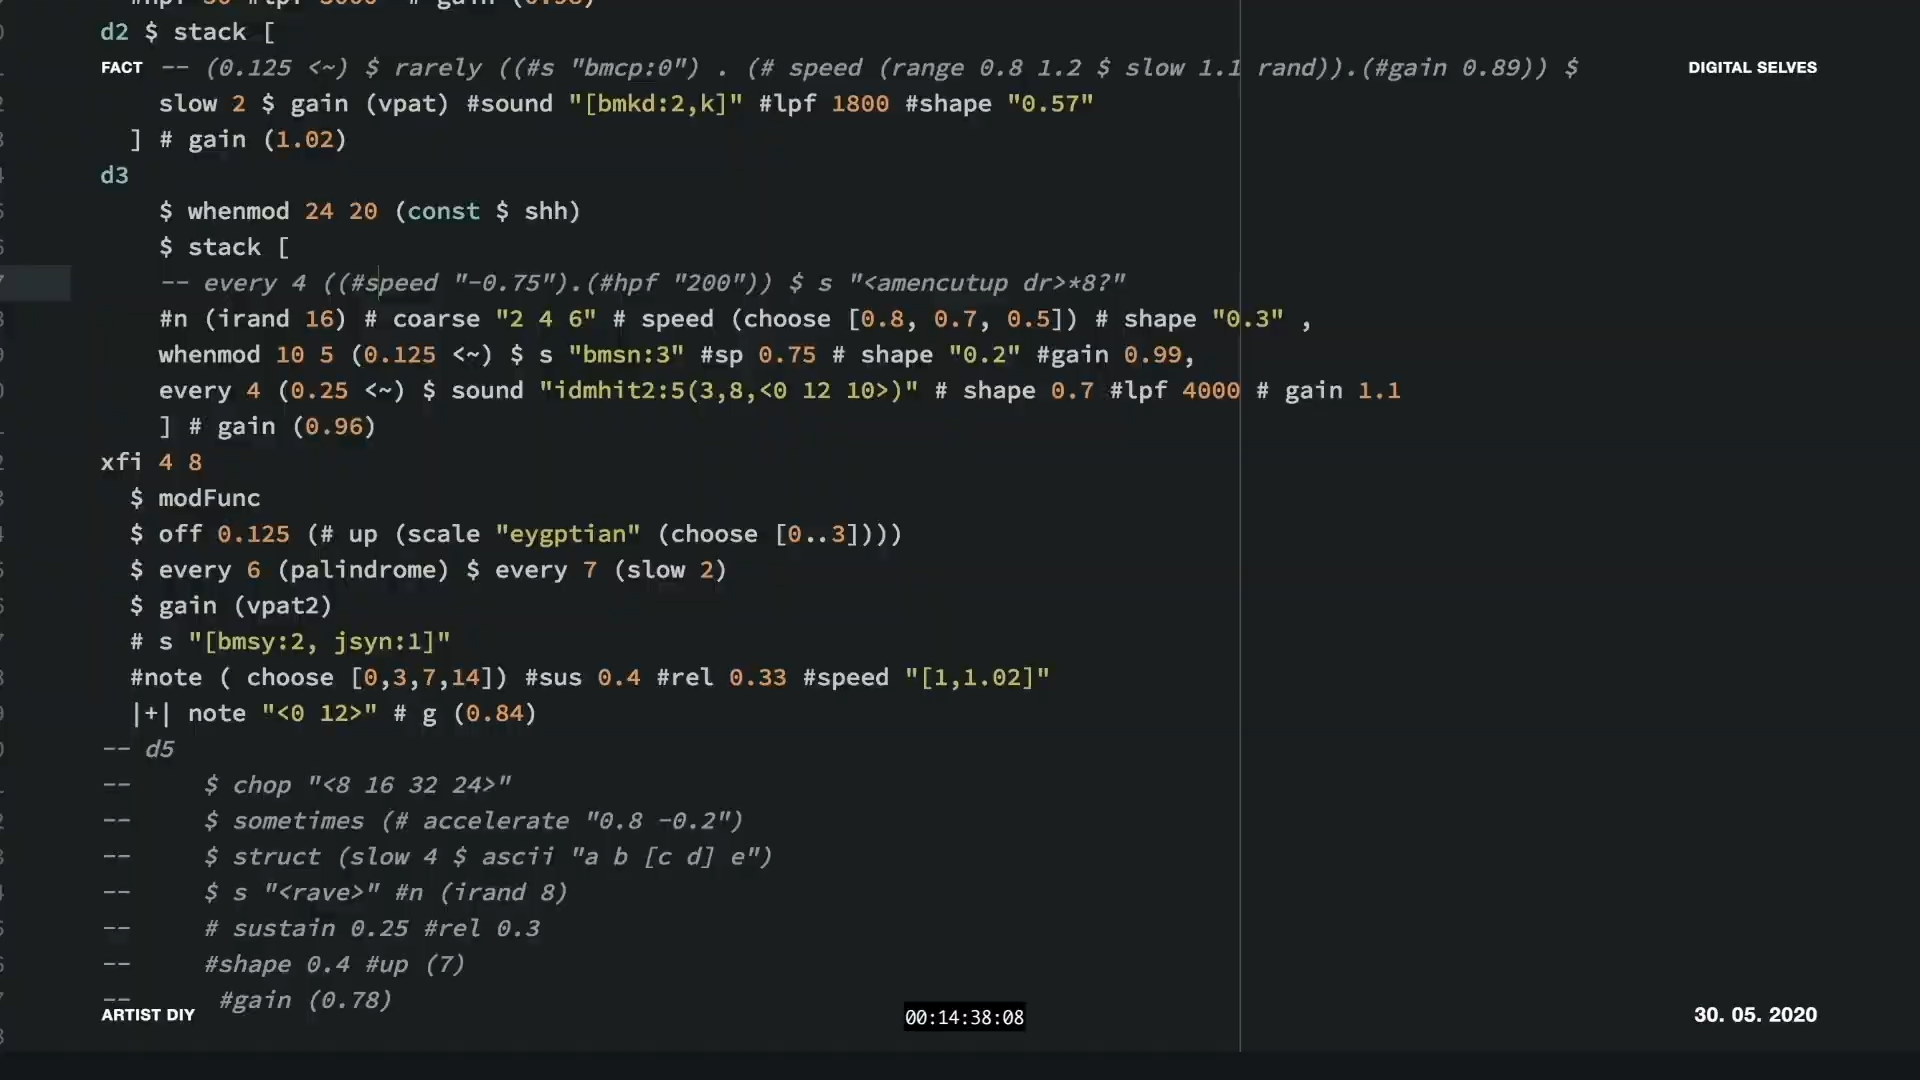 #hpf 30 #lpf 3000 # gain (0.98)
d2 $ stack [
FACT -- (0.125 <~) $ rarely ((#s "bmcp:0") . (# speed (range 0.8 1.2 $ slow 1.1 rand)).(#gain 0.89)) $ DIGITAL SELVES
slow 2 $ gain (vpat) #sound "[bmkd:2,k]" #lpf 1800 #shape "0.57"
] # gain (1.02)
d3
$ whenmod 24 20 (const $ shh)
$ stack [
-- every 4 ((#speed "-0.75").(#hpf "200")) $ s "<amencutup dr>*8?"
#n (irand 16) # coarse "2 4 6" # speed (choose [0.8, 0.7, 0.5]) # shape "0.3" ,
whenmod 10 5 (0.125 <~) $ s "bmsn:3" #sp 0.75 # shape "0.2" #gain 0.99,
every 4 (0.25 <~) $ sound "idmhit2:5(3,8,<0 12 10>)" # shape 0.7 #lpf 4000 # gain 1.1
] # gain (0.96)
xfi 4 8
$ modFunc
$ off 0.125 (# up (scale "eygptian" (choose [0..3])))
$ every 6 (palindrome) $ every 7 (slow 2)
$ gain (vpat2)
# s "[bmsy:2, jsyn:1]"
#note ( choose [0,3,7,14]) #sus 0.4 #rel 0.33 #speed "[1,1.02]"
|+| note "<0 12>" # g (0.84)
-- d5
-- $ chop "<8 16 32 24>"
-- $ sometimes (# accelerate "0.8 -0.2")
-- $ struct (slow 4 $ ascii "a b [c d] e")
-- $ s "<rave>" #n (irand 8)
-- # sustain 0.25 #rel 0.3
-- #shape 0.4 #up (7)
-- #gain (0.78)
ARTIST DIY 00:14:38:08 30. 05. 2020